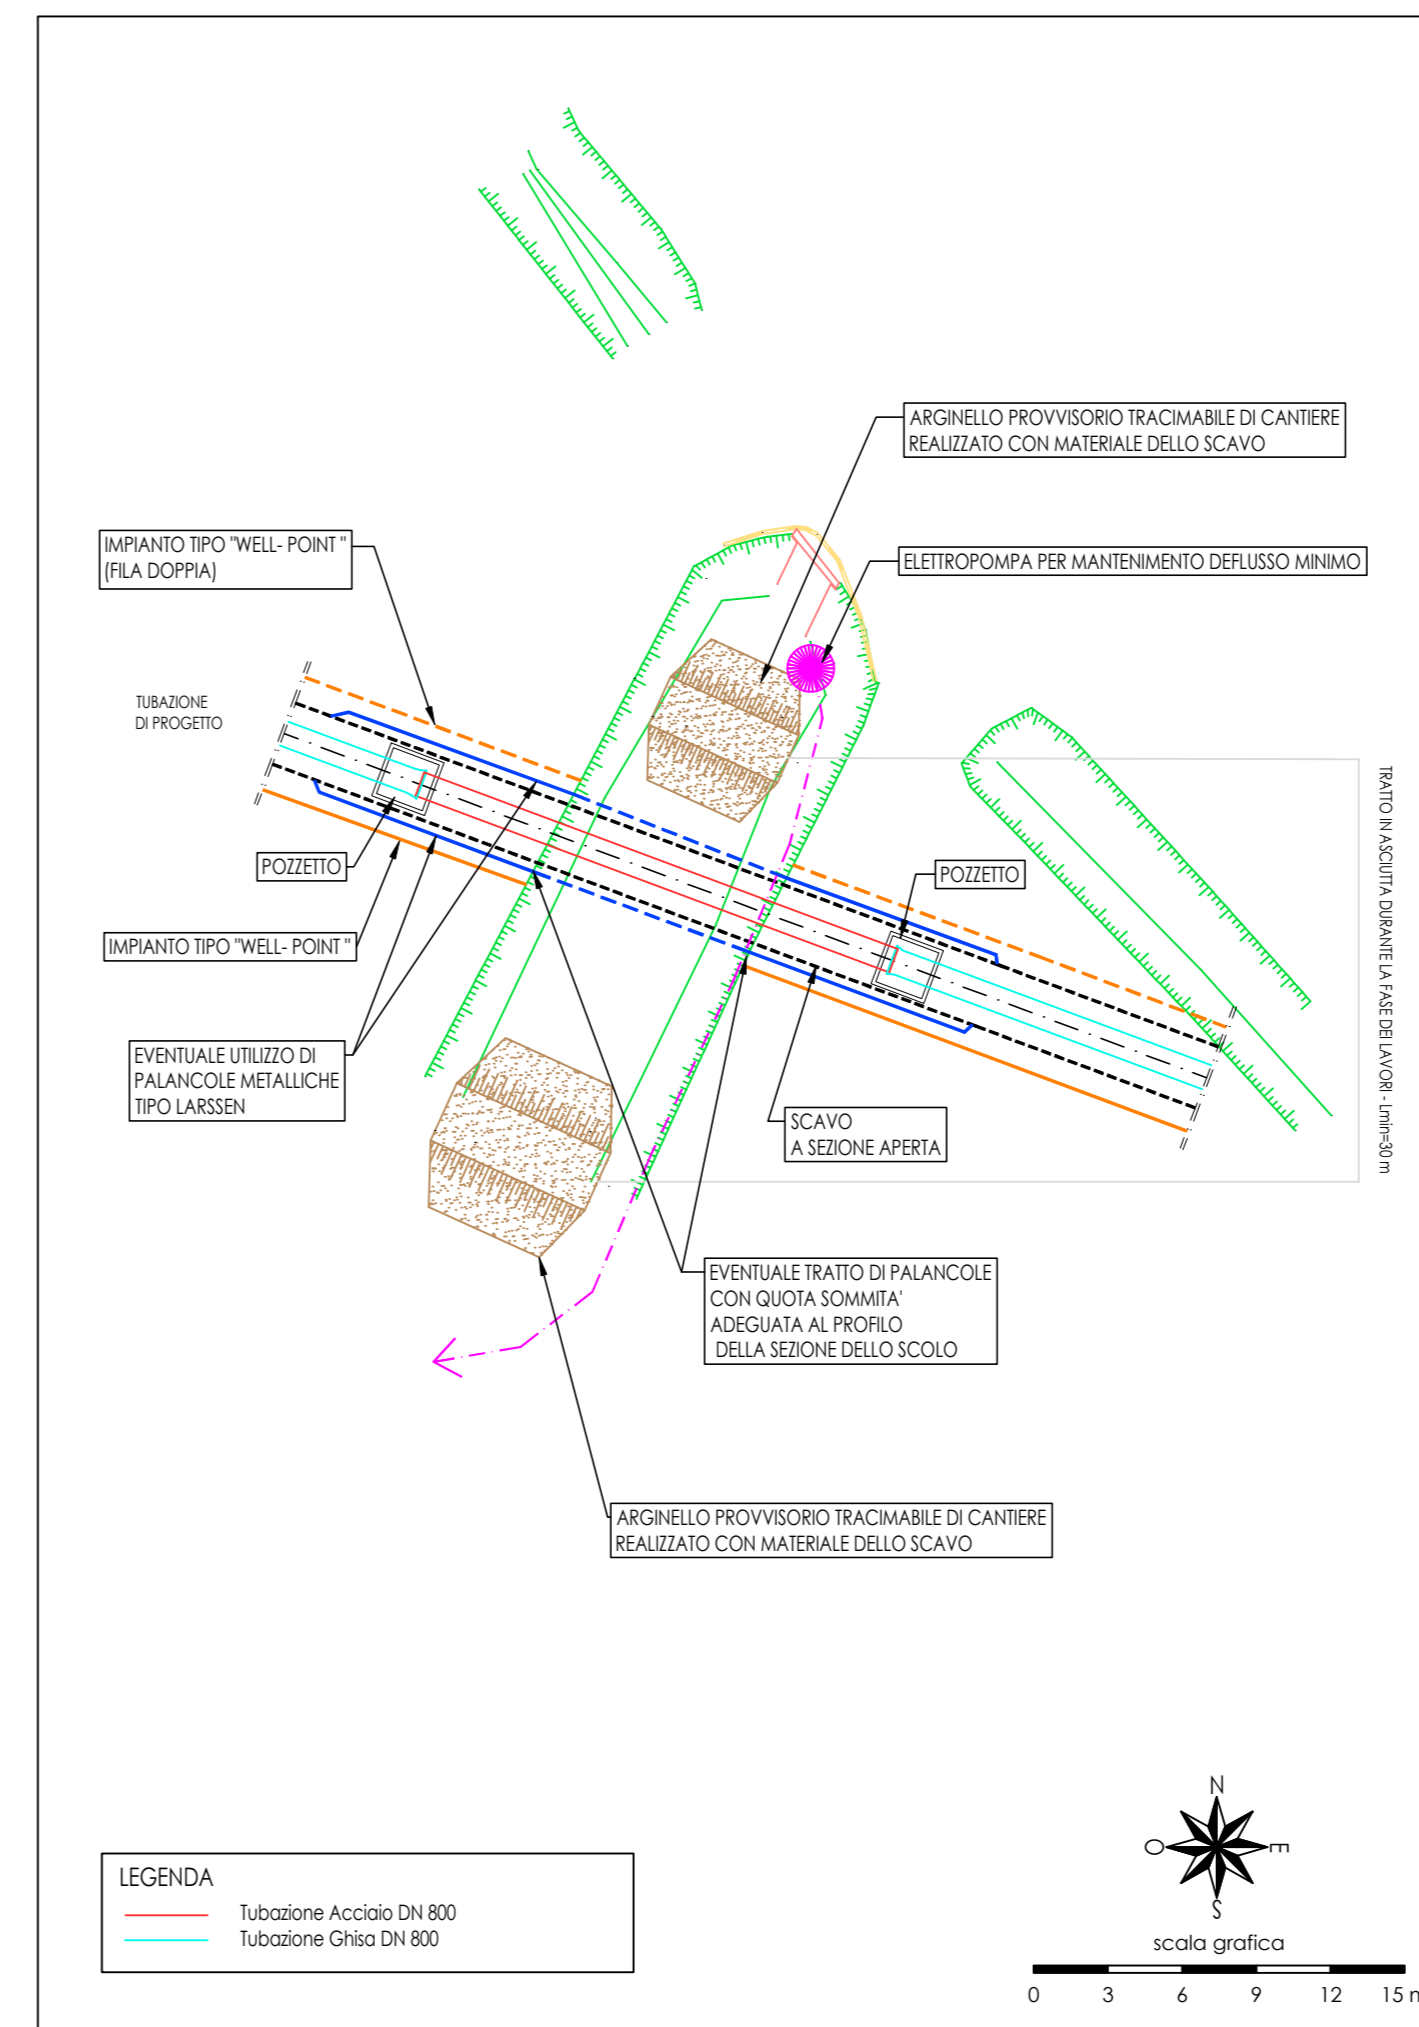 ARGINELLO PROVVISORIO TRACIMABILE DI CANTIERE
REALIZZATO CON MATERIALE DELLO SCAVO
IMPIANTO TIPO "WELL- POINT "
(FILA DOPPIA)
ELETTROPOMPA PER MANTENIMENTO DEFLUSSO MINIMO
TUBAZIONE
DI PROGETTO
TRATTO IN ASCIUTTA DURANTE LA FASE DEI LAVORI - Lmin=30 m
POZZETTO
POZZETTO
IMPIANTO TIPO "WELL- POINT "
EVENTUALE UTILIZZO DI
PALANCOLE METALLICHE
TIPO LARSSEN
SCAVO
A SEZIONE APERTA
EVENTUALE TRATTO DI PALANCOLE
CON QUOTA SOMMITA'
ADEGUATA AL PROFILO
DELLA SEZIONE DELLO SCOLO
ARGINELLO PROVVISORIO TRACIMABILE DI CANTIERE
REALIZZATO CON MATERIALE DELLO SCAVO
LEGENDA
Tubazione Acciaio DN 800
Tubazione Ghisa DN 800
N
O
E
S
scala grafica
0 3 6 9 12 15 m